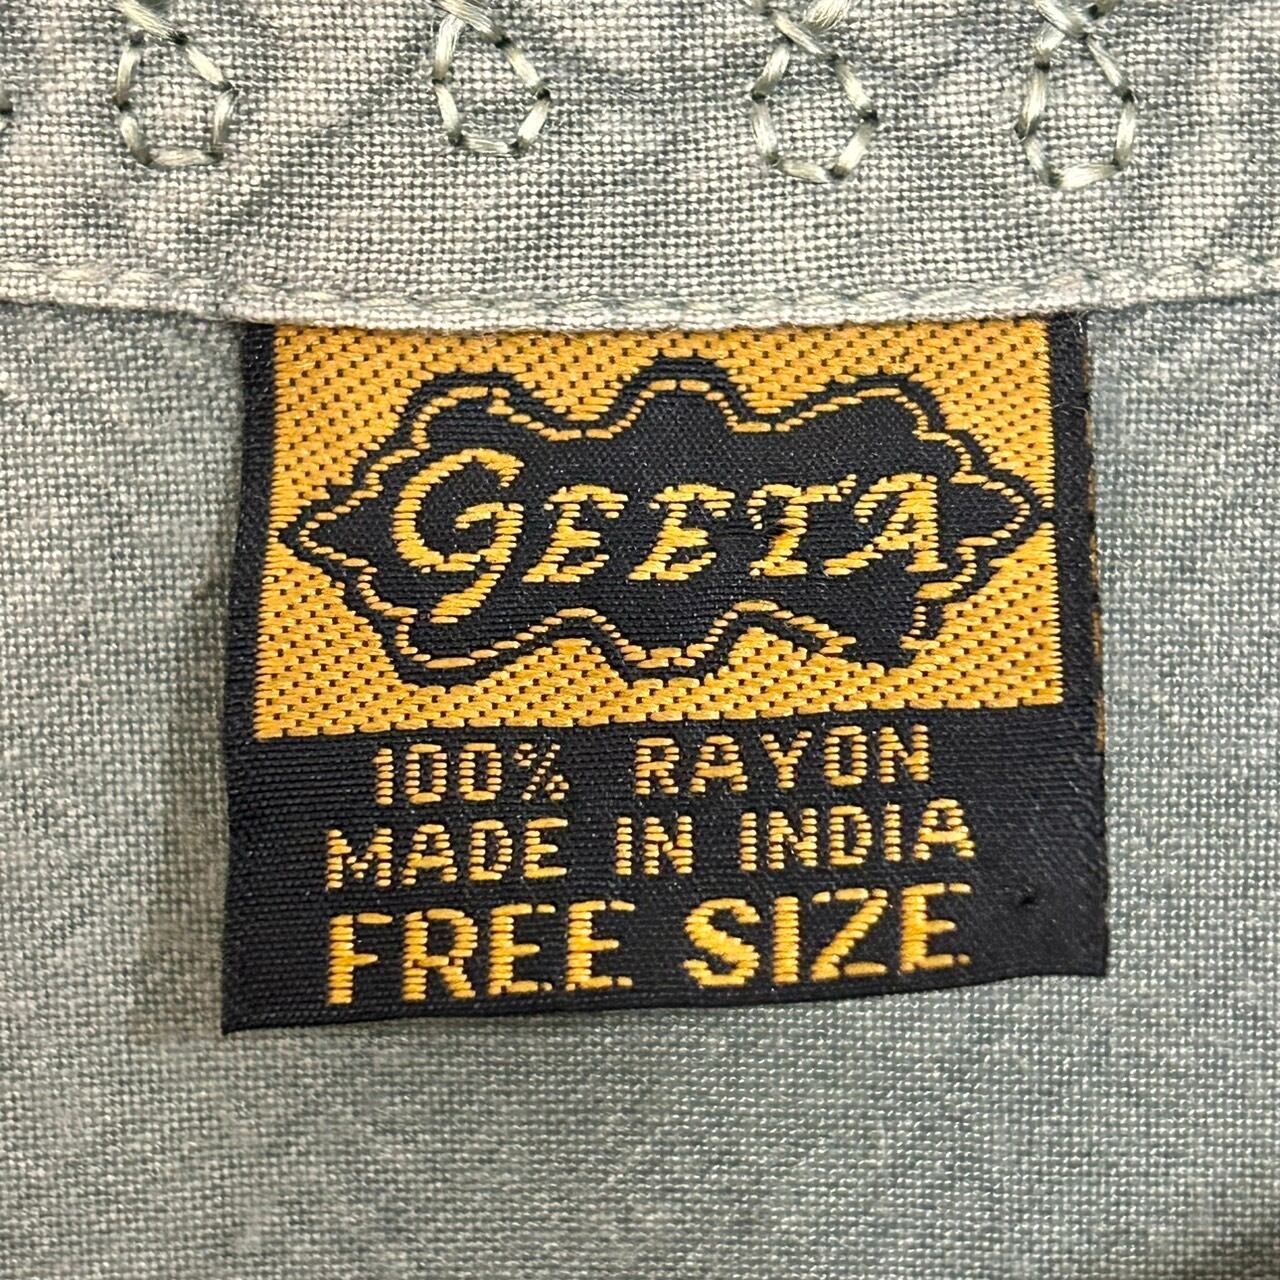 GEETA
100% RAYON
MADE IN INDIA
FREE SIZE